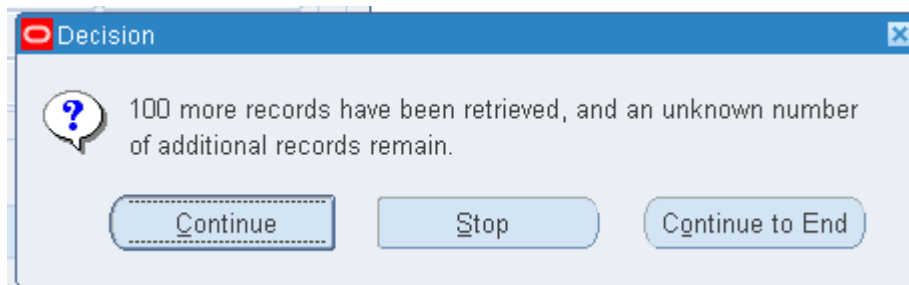 Decision
100 more records have been retrieved, and an unknown number
of additional records remain.
Continue Stop Continue to End